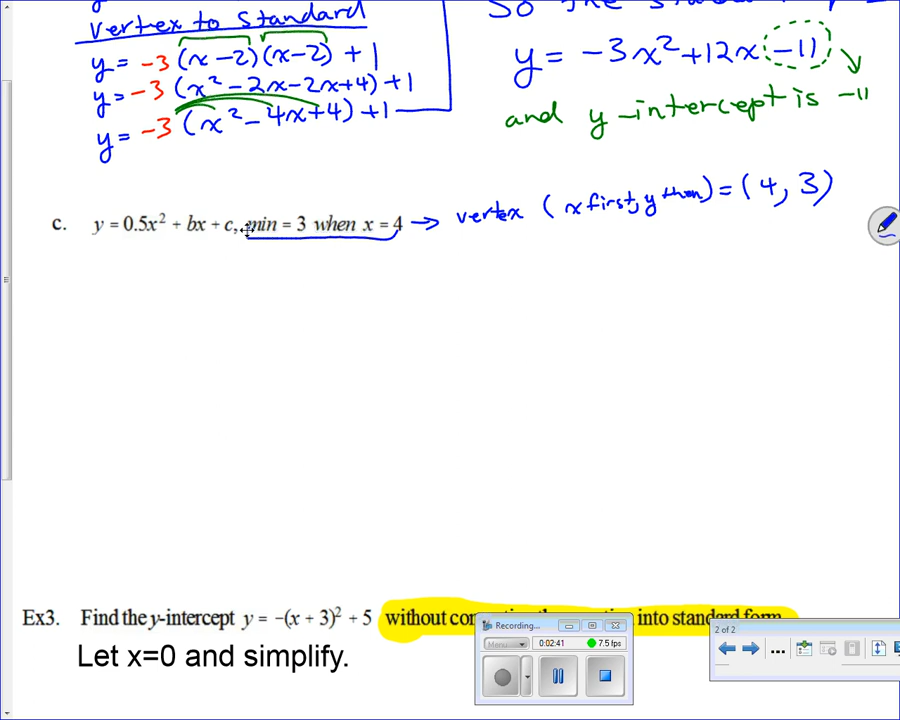 vertex to standard
y = -3 (x - 2)(x - 2) + 1
y = -3 (x² - 2x - 2x + 4) + 1
y = -3 (x² - 4x + 4) + 1
So the
y = -3x² + 12x - 11
and y-intercept is -11
c. y = 0.5x² + bx + c, min = 3 when x = 4 → vertex (x first, y then) = (4, 3)
Ex3. Find the y-intercept y = -(x + 3)² + 5 without into standard form
Let x=0 and simplify.
Recording...
Menu 0:02:41 7.5 fps
2 of 2
...